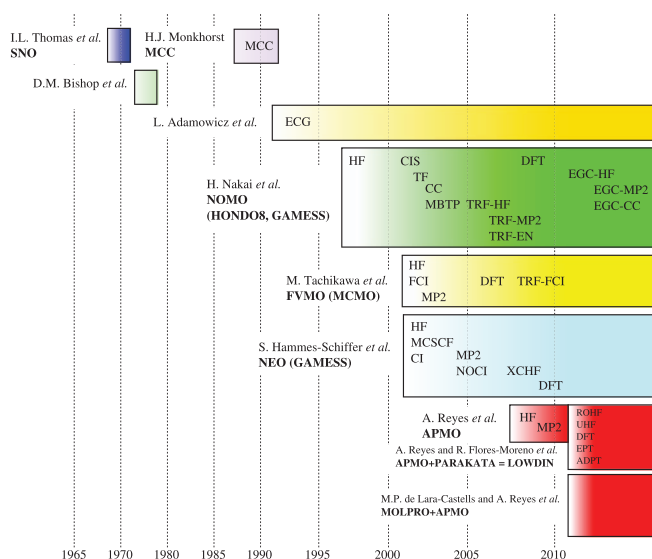 I.L. Thomas et al.
SNO
H.J. Monkhorst
MCC
MCC
D.M. Bishop et al.
L. Adamowicz et al.
ECG
H. Nakai et al.
NOMO
(HONDO8, GAMESS)
HF
CIS
DFT
TF
EGC-HF
CC
EGC-MP2
MBTP
TRF-HF
EGC-CC
TRF-MP2
TRF-EN
M. Tachikawa et al.
FVMO (MCMO)
HF
FCI
DFT
TRF-FCI
MP2
S. Hammes-Schiffer et al.
NEO (GAMESS)
HF
MCSCF
CI
MP2
NOCI
XCHF
DFT
A. Reyes et al.
APMO
HF
MP2
A. Reyes and R. Flores-Moreno et al.
APMO+PARAKATA = LOWDIN
ROHF
UHF
DFT
EPT
ADPT
M.P. de Lara-Castells and A. Reyes et al.
MOLPRO+APMO
1965 1970 1980 1985 1990 1995 2000 2005 2010